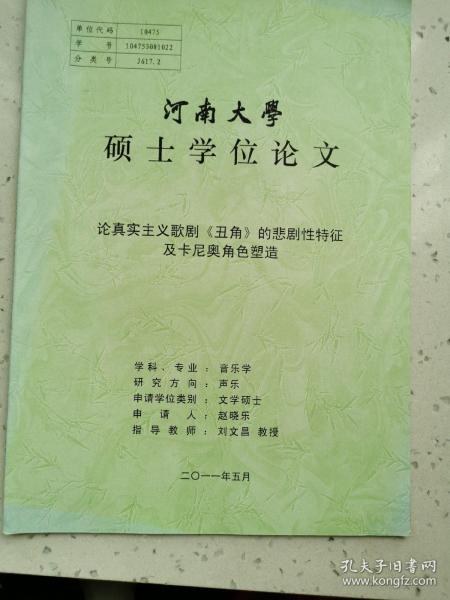 单位代码 10475
学号 104753081022
分类号 J617.2
河南大學
硕士学位论文
论真实主义歌剧《丑角》的悲剧性特征
及卡尼奥角色塑造
学科、专业：音乐学
研究方向：声乐
申请学位类别：文学硕士
申请人：赵晓乐
指导教师：刘文昌 教授
二〇一一年五月
孔夫子旧书网
www.kongfz.com